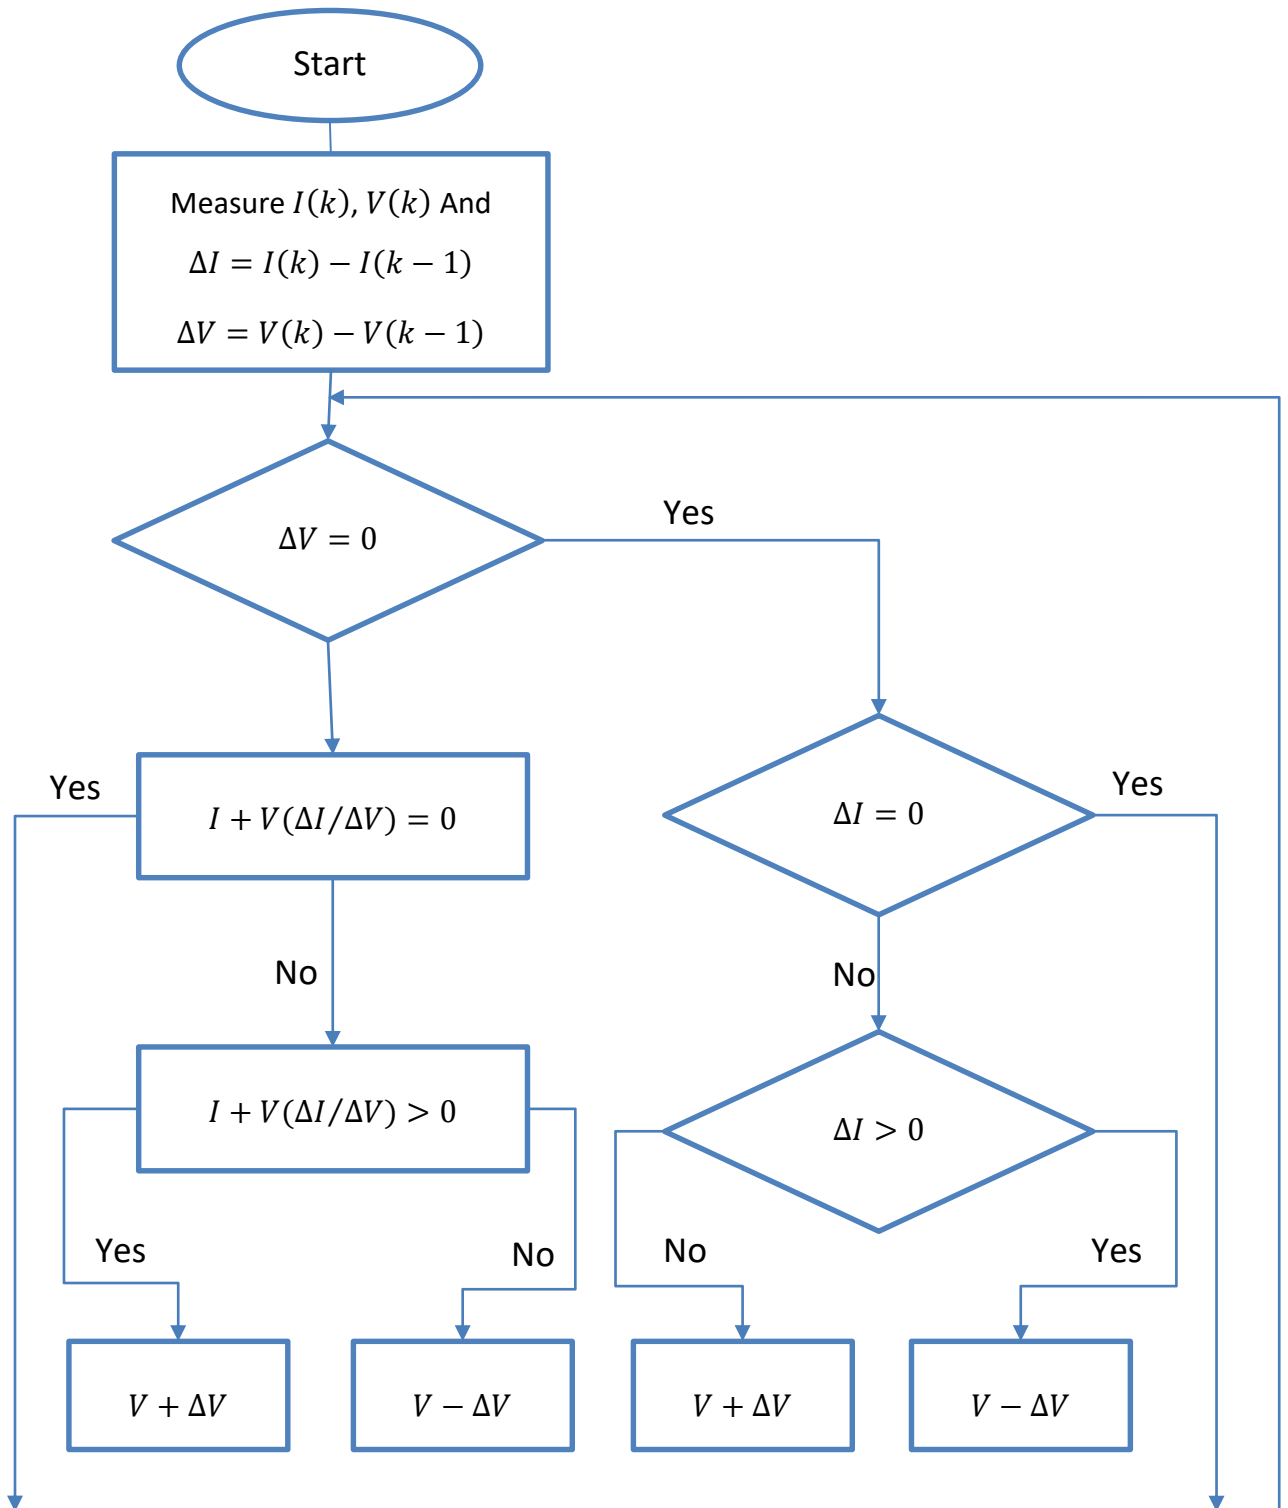 Start
Measure I(k), V(k) And
ΔI = I(k) − I(k − 1)
ΔV = V(k) − V(k − 1)
Yes
ΔV = 0
Yes
Yes
I + V(ΔI/ΔV) = 0
ΔI = 0
No
No
I + V(ΔI/ΔV) > 0
ΔI > 0
Yes
No
No
Yes
V + ΔV
V − ΔV
V + ΔV
V − ΔV